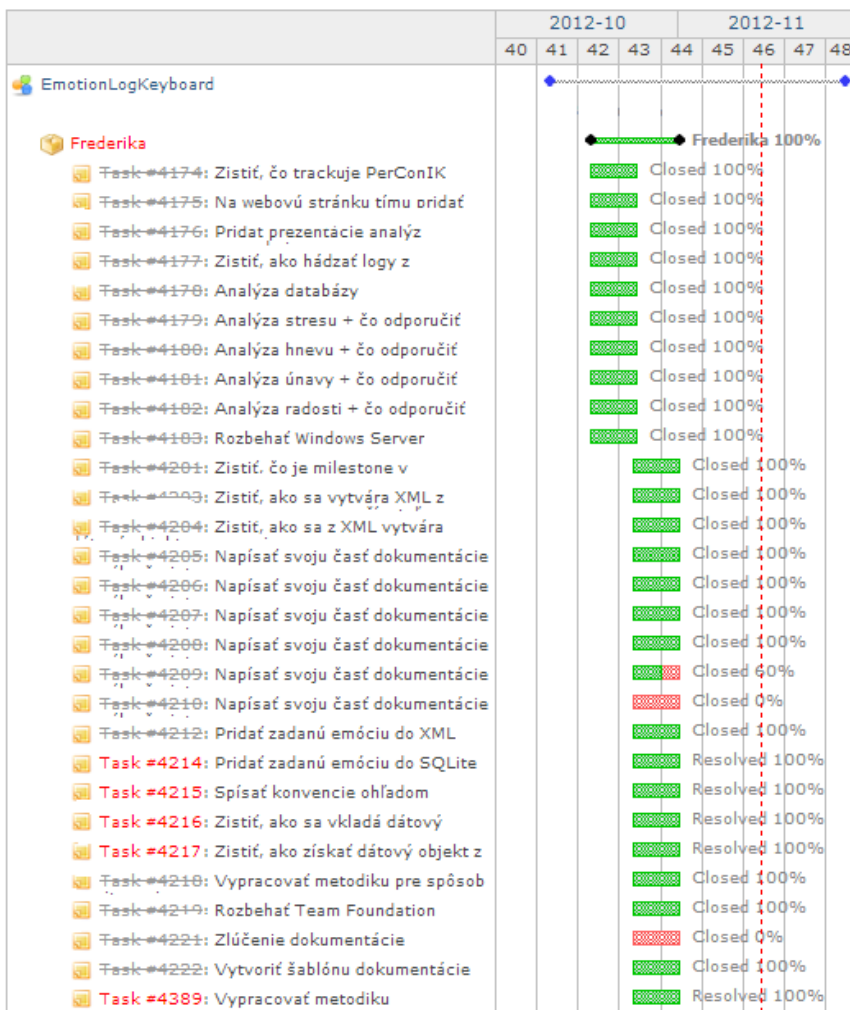 2012-10 2012-11
40 41 42 43 44 45 46 47 48
EmotionLogKeyboard
Frederika Frederika 100%
Task #4174: Zistiť, čo trackuje PerConIK Closed 100%
Task #4175: Na webovú stránku tímu pridať Closed 100%
Task #4176: Pridat prezentácie analýz Closed 100%
Task #4177: Zistiť, ako hádzať logy z Closed 100%
Task #4178: Analýza databázy Closed 100%
Task #4179: Analýza stresu + čo odporučiť Closed 100%
Task #4180: Analýza hnevu + čo odporučiť Closed 100%
Task #4181: Analýza únavy + čo odporučiť Closed 100%
Task #4182: Analýza radosti + čo odporučiť Closed 100%
Task #4183: Rozbehať Windows Server Closed 100%
Task #4201: Zistiť, čo je milestone v Closed 100%
Task #4203: Zistiť, ako sa vytvára XML z Closed 100%
Task #4204: Zistiť, ako sa z XML vytvára Closed 100%
Task #4205: Napísať svoju časť dokumentácie Closed 100%
Task #4206: Napísať svoju časť dokumentácie Closed 100%
Task #4207: Napísať svoju časť dokumentácie Closed 100%
Task #4208: Napísať svoju časť dokumentácie Closed 100%
Task #4209: Napísať svoju časť dokumentácie Closed 60%
Task #4210: Napísať svoju časť dokumentácie Closed 0%
Task #4212: Pridať zadanú emóciu do XML Closed 100%
Task #4214: Pridať zadanú emóciu do SQLite Resolved 100%
Task #4215: Spísať konvencie ohľadom Resolved 100%
Task #4216: Zistiť, ako sa vkladá dátový Resolved 100%
Task #4217: Zistiť, ako získať dátový objekt z Resolved 100%
Task #4218: Vypracovať metodiku pre spôsob Closed 100%
Task #4219: Rozbehať Team Foundation Closed 100%
Task #4221: Zlúčenie dokumentácie Closed 0%
Task #4222: Vytvoriť šablónu dokumentácie Closed 100%
Task #4389: Vypracovať metodiku Resolved 100%